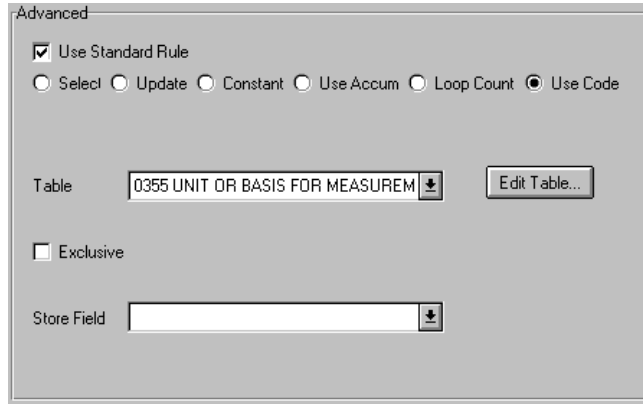 Advanced
Use Standard Rule
Select Update Constant Use Accum Loop Count Use Code
Table 0355 UNIT OR BASIS FOR MEASUREM Edit Table...
Exclusive
Store Field